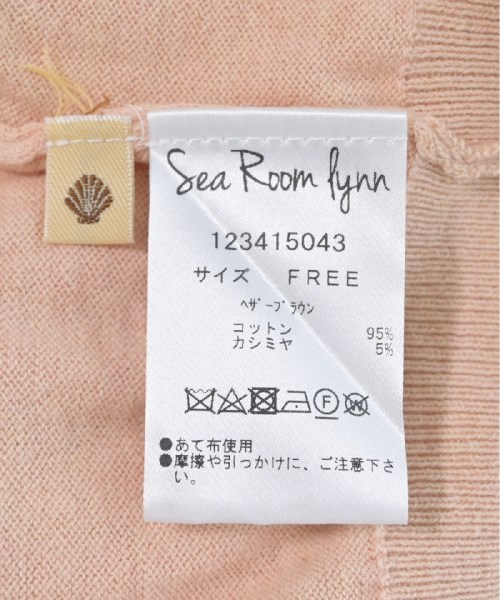 Sea Room lynn
123415043
サイズ FREE
ﾍｻﾞｰﾌﾞﾗｳﾝ
コットン 95%
カシミヤ 5%
●あて布使用
●摩擦や引っかけに、ご注意下さ
い。